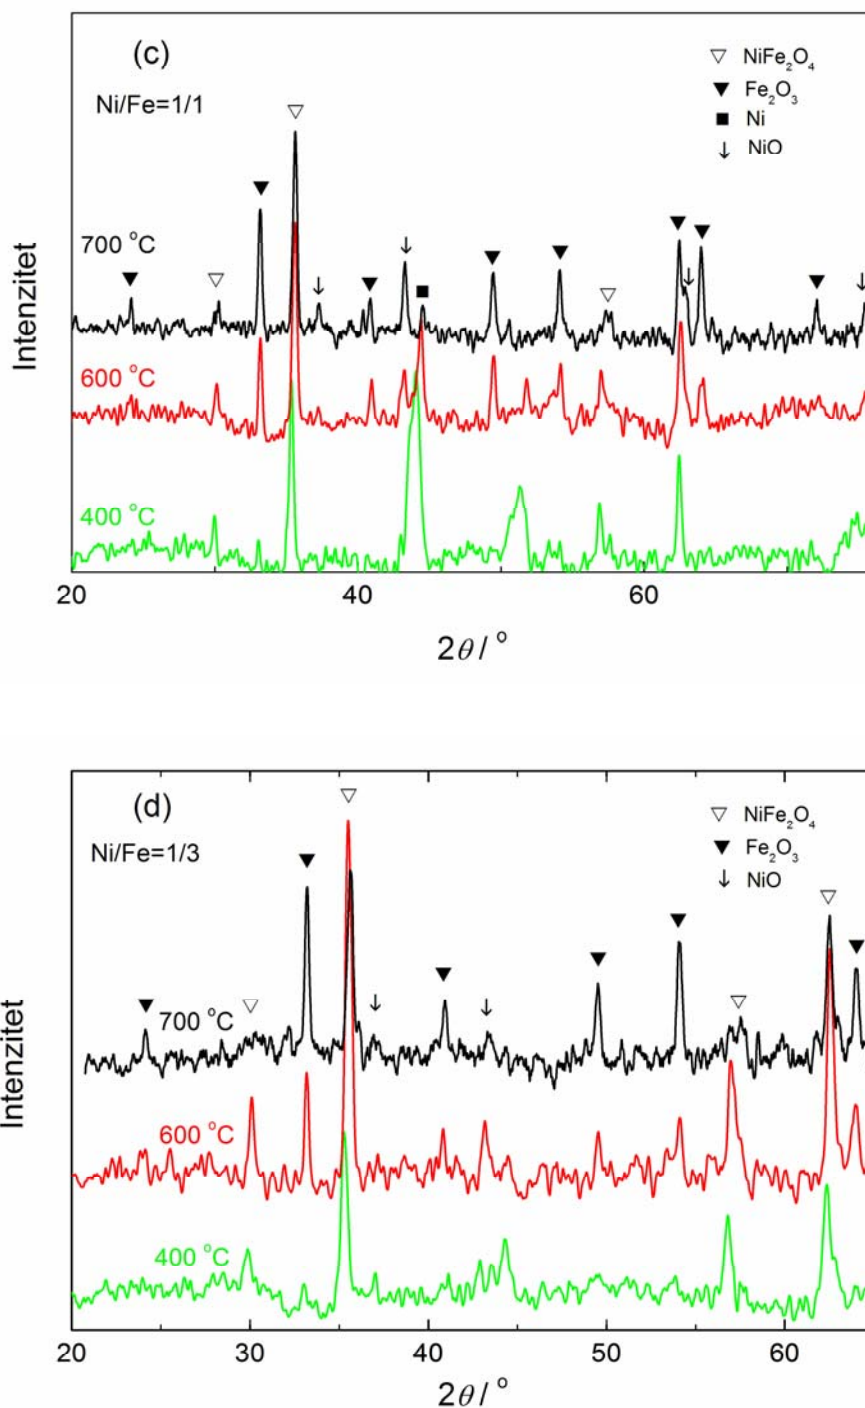 (c)
Ni/Fe=1/1
▽ NiFe₂O₄
▼ Fe₂O₃
■ Ni
↓ NiO
700 °C
600 °C
400 °C
Intenzitet
20 40 60
2θ / °
(d)
Ni/Fe=1/3
▽ NiFe₂O₄
▼ Fe₂O₃
↓ NiO
700 °C
600 °C
400 °C
Intenzitet
20 30 40 50 60
2θ / °